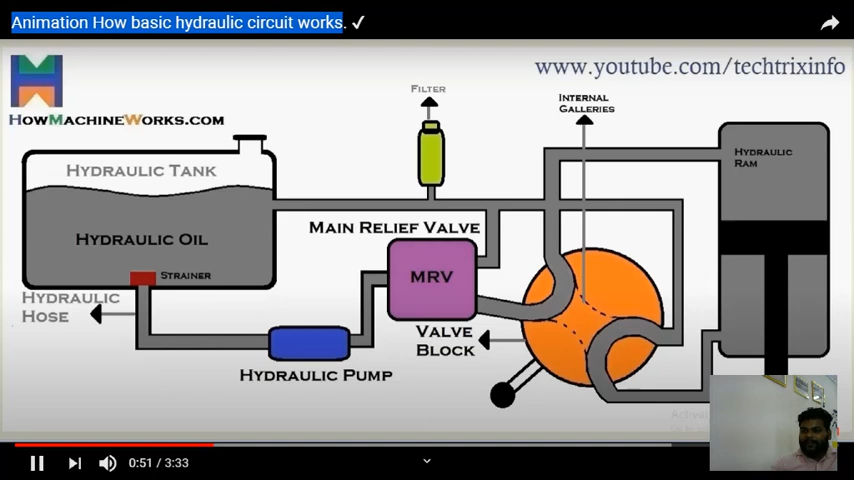 Animation How basic hydraulic circuit works. ✓
www.youtube.com/techtrixinfo
HowMachineWorks.com
Filter
Internal
Galleries
Hydraulic Tank
Hydraulic
Ram
Main Relief Valve
Hydraulic Oil
Strainer
MRV
Hydraulic
Hose
Valve
Block
Hydraulic Pump
0:51 / 3:33